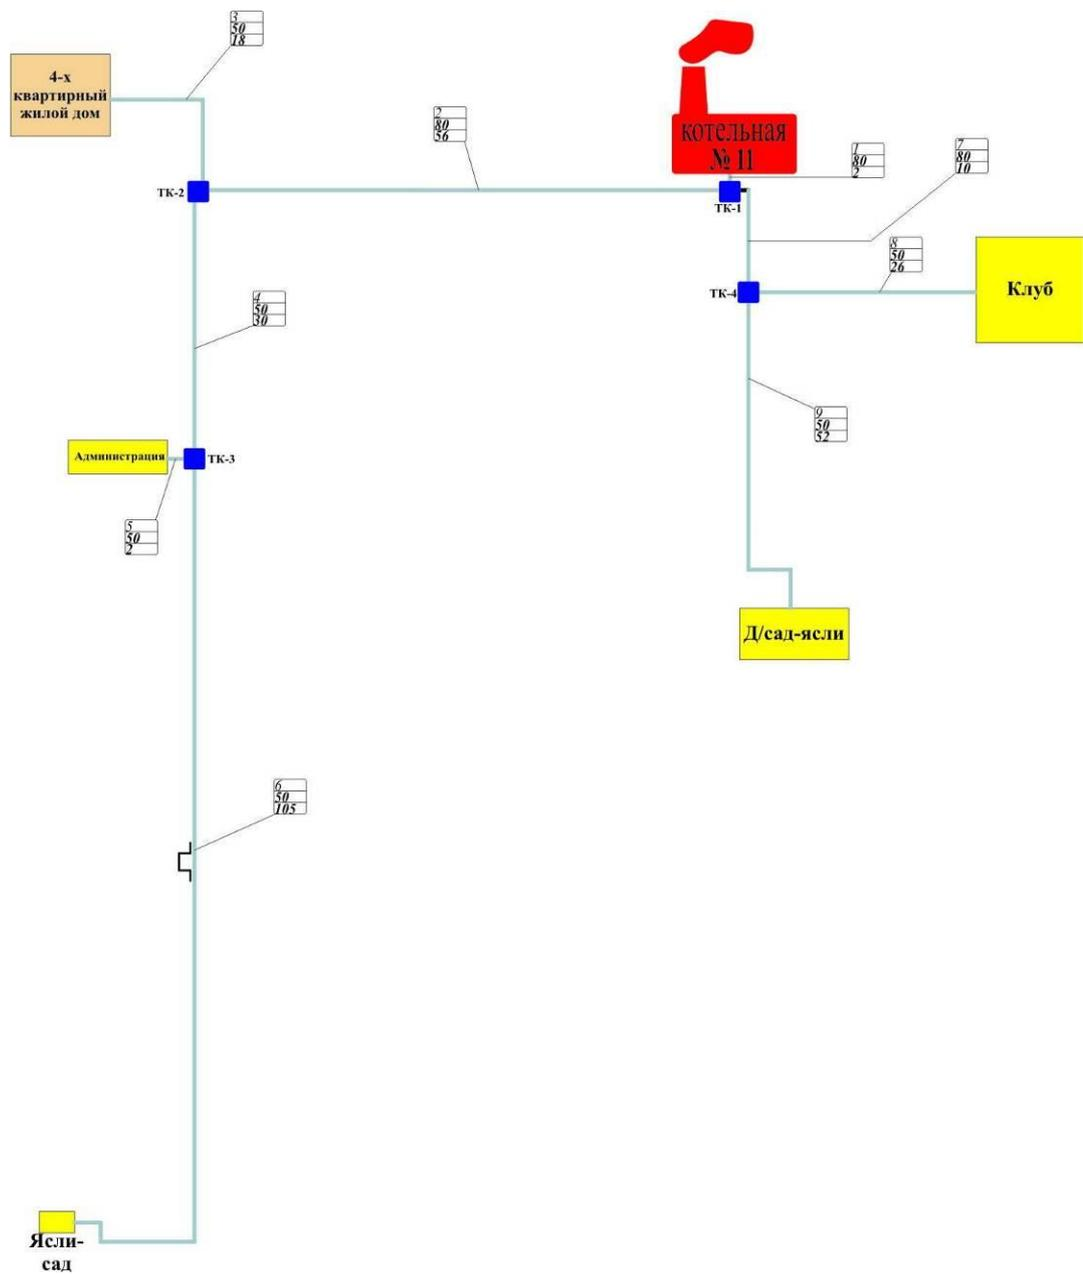 3
50
18
4-х
квартирный
жилой дом
2
80
56
котельная
№ 11
1
80
2
7
80
10
ТК-2
ТК-1
8
50
26
Клуб
ТК-4
4
50
30
9
50
52
Администрация
ТК-3
5
50
2
Д/сад-ясли
6
50
105
Ясли-
сад